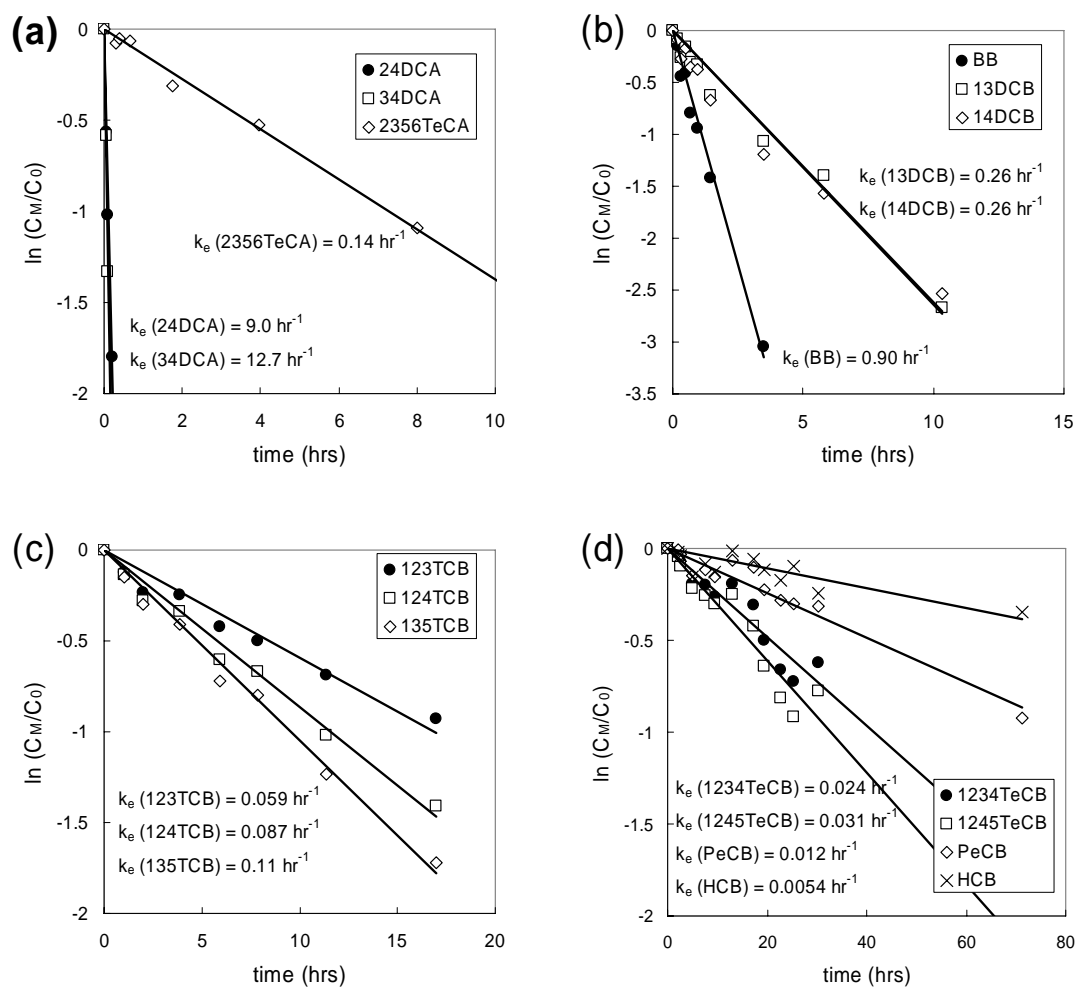 (a)
0
-0.5
-1
-1.5
-2
0 2 4 6 8 10
ln (CM/C0)
time (hrs)
24DCA
34DCA
2356TeCA
ke (2356TeCA) = 0.14 hr-1
ke (24DCA) = 9.0 hr-1
ke (34DCA) = 12.7 hr-1
(b)
0
-0.5
-1
-1.5
-2
-2.5
-3
-3.5
0 5 10 15
ln (CM/C0)
time (hrs)
BB
13DCB
14DCB
ke (13DCB) = 0.26 hr-1
ke (14DCB) = 0.26 hr-1
ke (BB) = 0.90 hr-1
(c)
0
-0.5
-1
-1.5
-2
0 5 10 15 20
ln (CM/C0)
time (hrs)
123TCB
124TCB
135TCB
ke (123TCB) = 0.059 hr-1
ke (124TCB) = 0.087 hr-1
ke (135TCB) = 0.11 hr-1
(d)
0
-0.5
-1
-1.5
-2
0 20 40 60 80
ln (CM/C0)
time (hrs)
ke (1234TeCB) = 0.024 hr-1
ke (1245TeCB) = 0.031 hr-1
ke (PeCB) = 0.012 hr-1
ke (HCB) = 0.0054 hr-1
1234TeCB
1245TeCB
PeCB
HCB